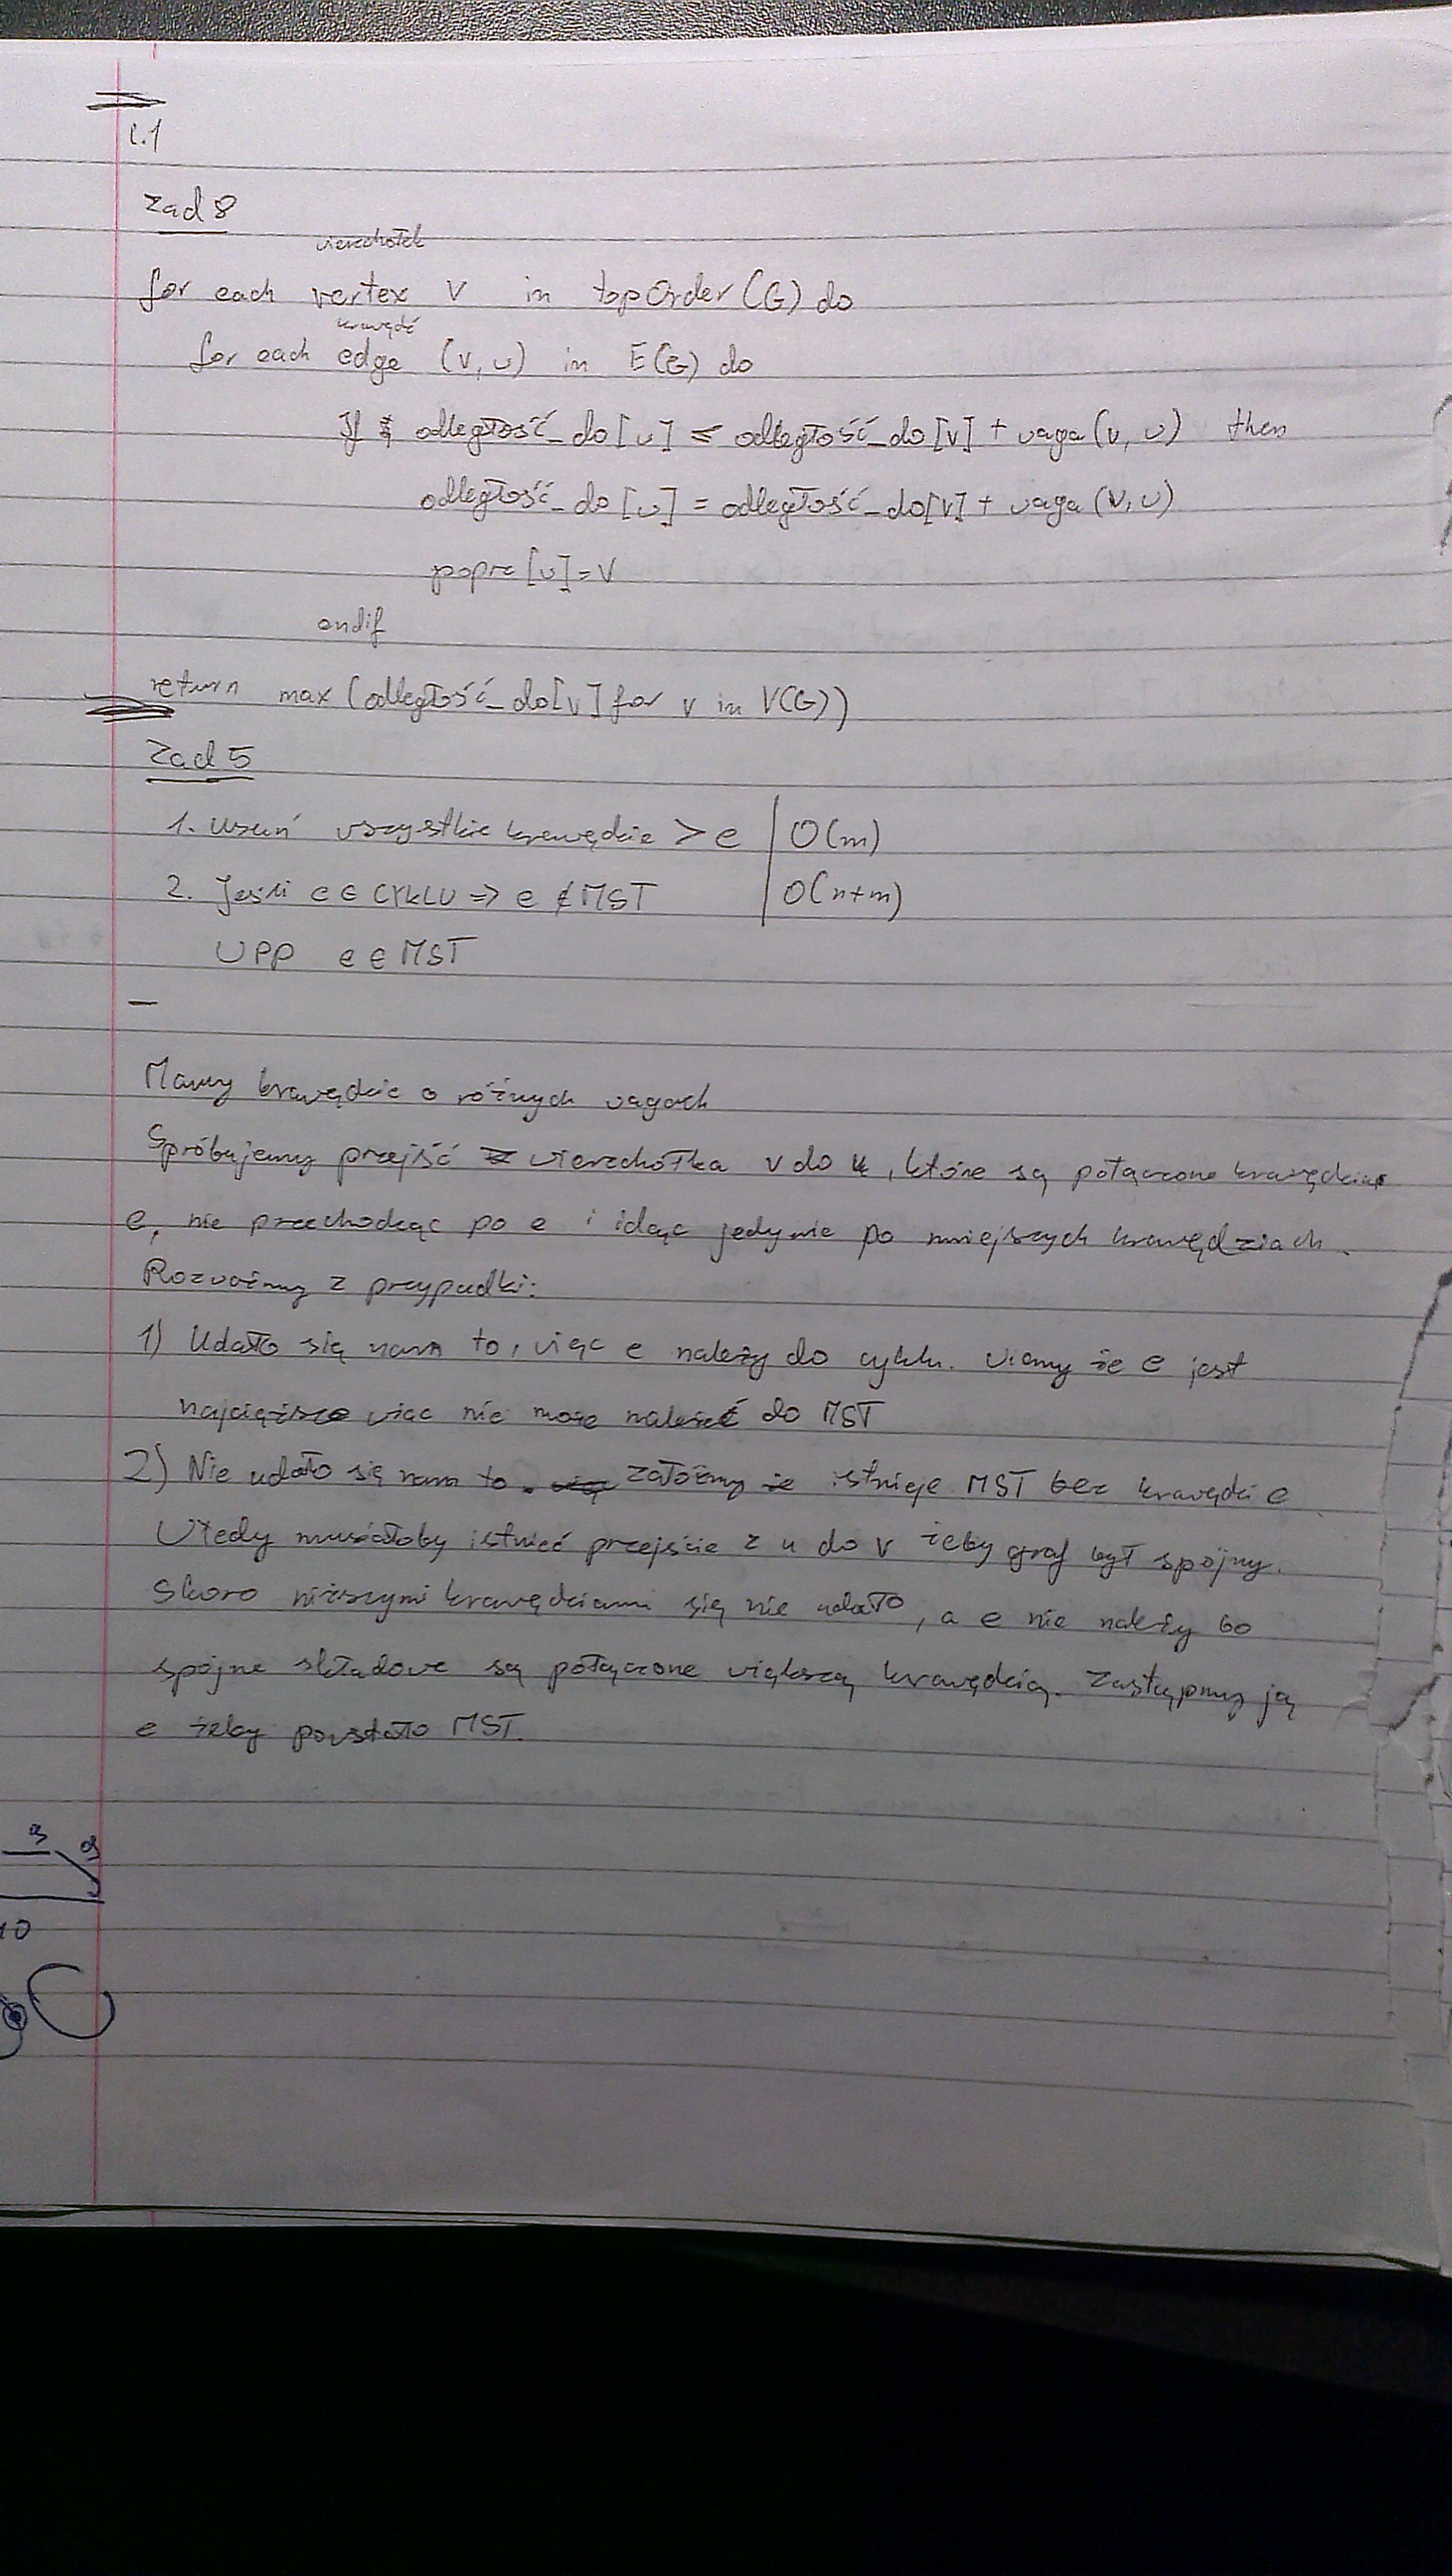 L.1
Zad 8
wierzchołek
for each vertex v in topOrder(G) do
krawędź
for each edge (v, u) in E(G) do
If odległość_do[u] ≤ odległość_do[v] + waga(v, u) then
odległość_do[u] = odległość_do[v] + waga(v, u)
popre[u] = v
endif
return max(odległość_do[v] for v in V(G))
Zad 5
1. usuń wszystkie krawędzie > e | O(m)
2. Jeśli e ∈ CYKLU => e ∉ MST | O(n+m)
UPP e ∈ MST
—
Mamy krawędzie o różnych wagach
Spróbujemy przejść z wierzchołka v do u, które są połączone krawędzią
e, nie przechodząc po e i idąc jedynie po mniejszych krawędziach.
Rozważmy 2 przypadki:
1) Udało się nam to, więc e należy do cyklu. wiemy że e jest
najcięższe więc nie może należeć do MST
2) Nie udało się nam to. załóżmy że istnieje MST bez krawędzi e
Wtedy musiałoby istnieć przejście z u do v żeby graf był spójny.
Skoro niższymi krawędziami się nie udało, a e nie należy to
spójne składowe są połączone większą krawędzią. Zastąpmy ją
e żeby powstało MST.
3
19
10